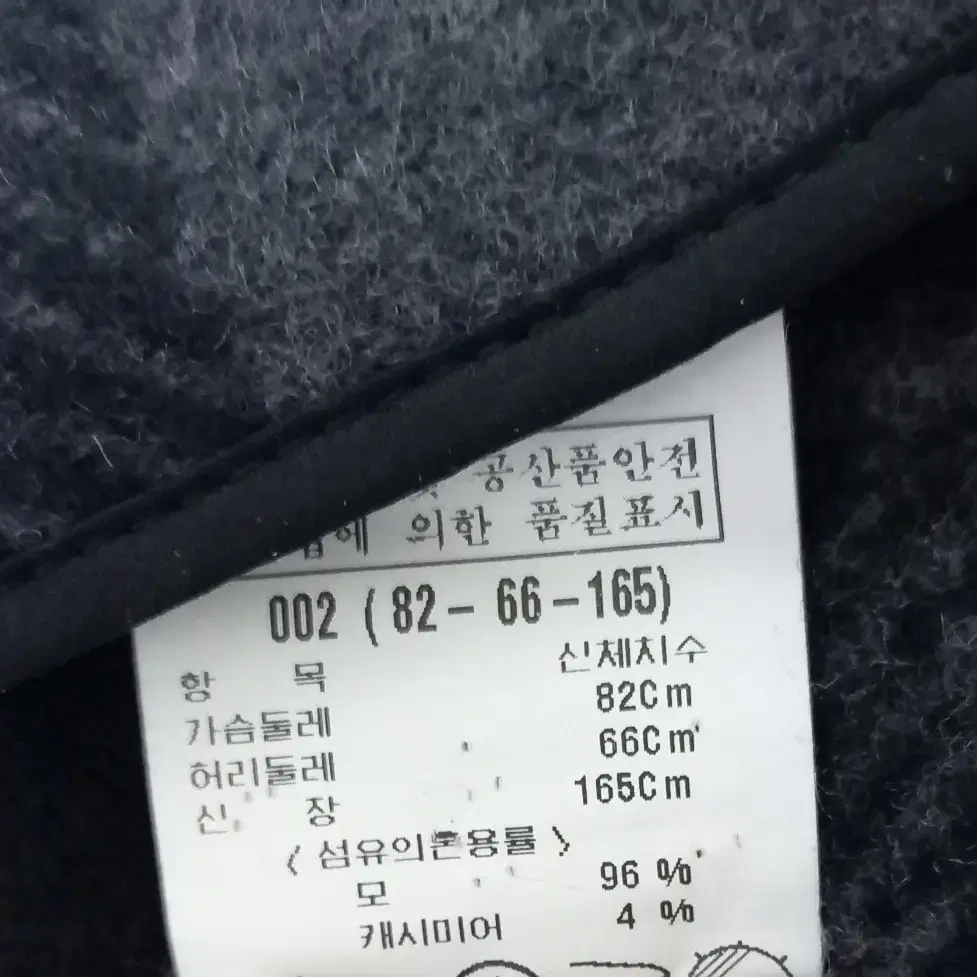 공산품안전
의한 품질표시
002 (82-66-165)
항 목 신체치수
가슴둘레 82Cm
허리둘레 66Cm
신 장 165Cm
< 섬유의혼용률 >
모 96 %
캐시미어 4 %